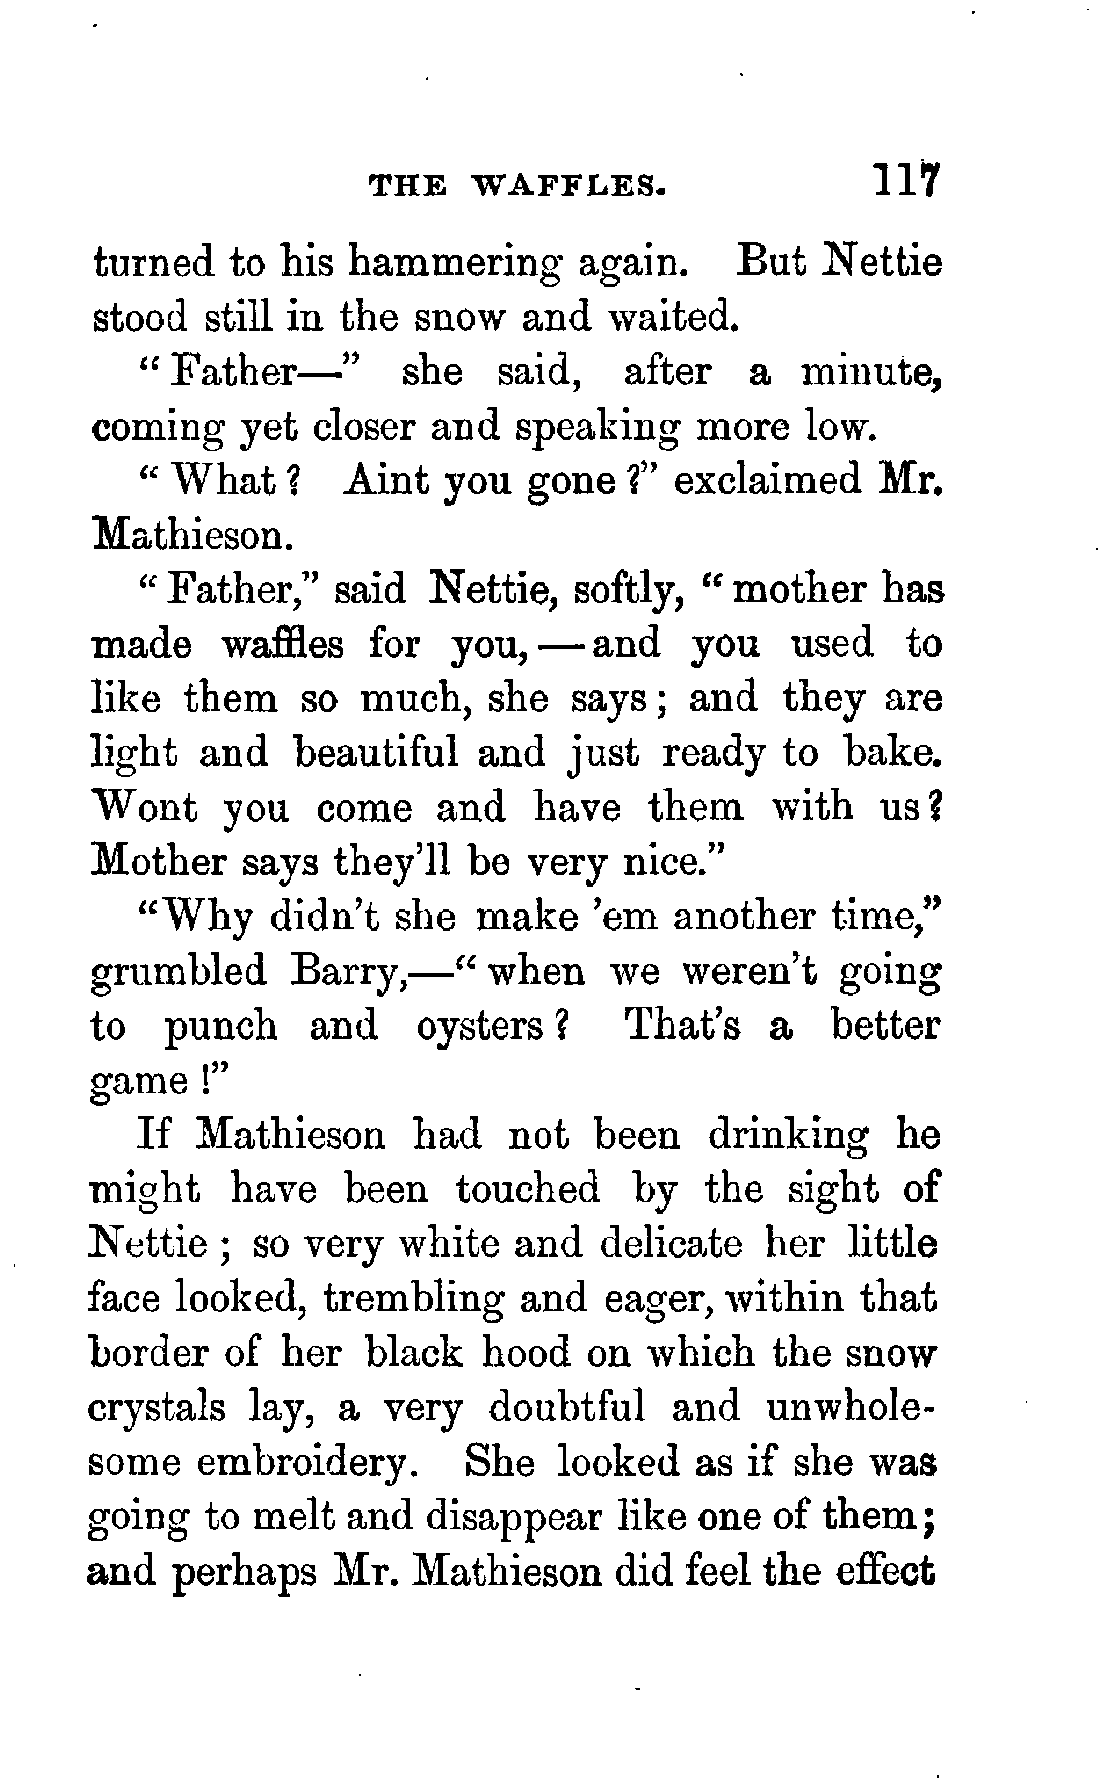 THE WAFFLES. 117
turned to his hammering again. But Nettie
stood still in the snow and waited.
“Father—” she said, after a minute,
coming yet closer and speaking more low.
“What? Aint you gone?” exclaimed Mr.
Mathieson.
“Father,” said Nettie, softly, “mother has
made waffles for you,—and you used to
like them so much, she says; and they are
light and beautiful and just ready to bake.
Wont you come and have them with us?
Mother says they’ll be very nice.”
“Why didn’t she make ’em another time,”
grumbled Barry,—“when we weren’t going
to punch and oysters? That’s a better
game!”
If Mathieson had not been drinking he
might have been touched by the sight of
Nettie; so very white and delicate her little
face looked, trembling and eager, within that
border of her black hood on which the snow
crystals lay, a very doubtful and unwhole-
some embroidery. She looked as if she was
going to melt and disappear like one of them;
and perhaps Mr. Mathieson did feel the effect